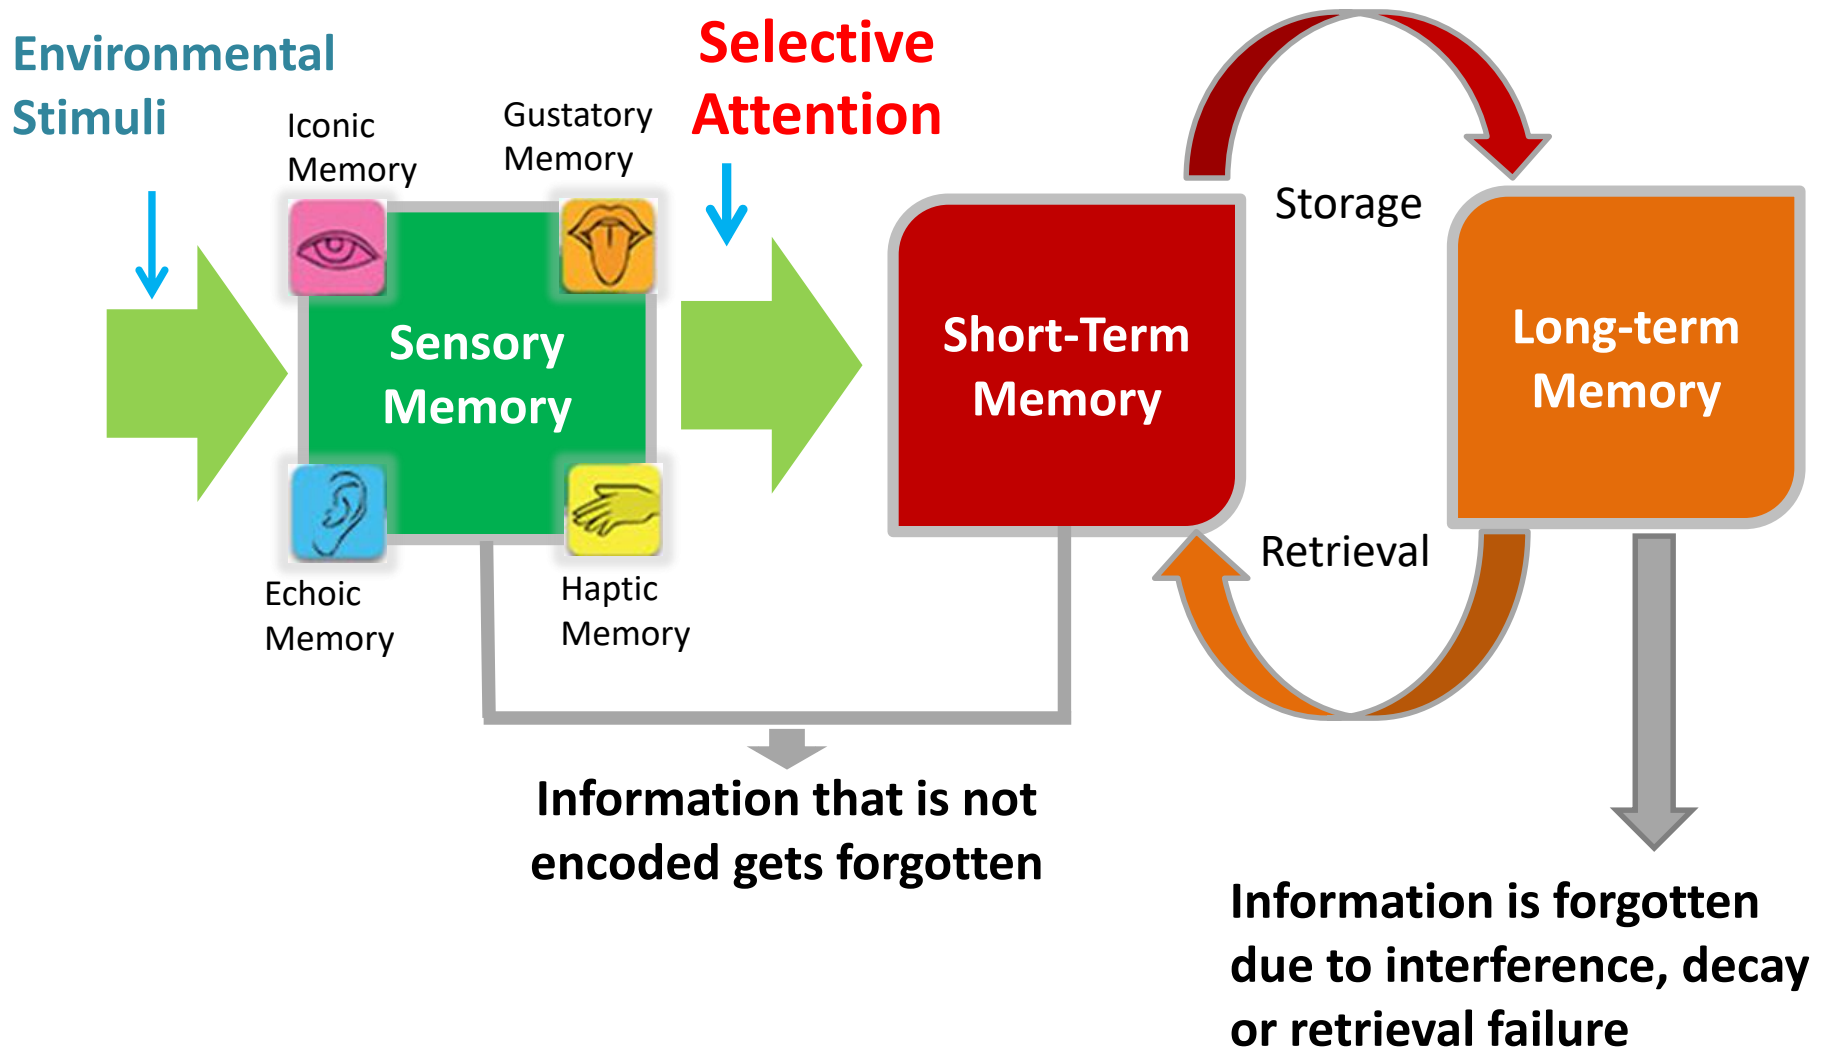 Environmental
Stimuli
Iconic
Memory
Gustatory
Memory
Selective
Attention
Storage
Sensory
Memory
Short-Term
Memory
Long-term
Memory
Echoic
Memory
Haptic
Memory
Retrieval
Information that is not
encoded gets forgotten
Information is forgotten
due to interference, decay
or retrieval failure